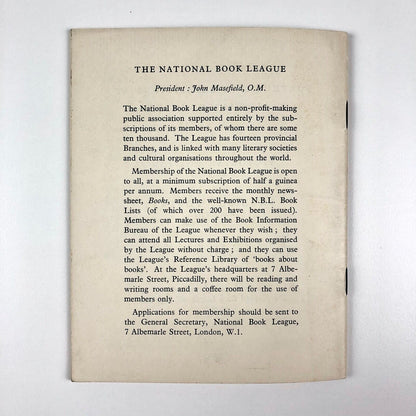 THE NATIONAL BOOK LEAGUE
President : John Masefield, O.M.
The National Book League is a non-profit-making
public association supported entirely by the sub-
scriptions of its members, of whom there are some
ten thousand. The League has fourteen provincial
Branches, and is linked with many literary societies
and cultural organisations throughout the world.
Membership of the National Book League is open
to all, at a minimum subscription of half a guinea
per annum. Members receive the monthly news-
sheet, Books, and the well-known N.B.L. Book
Lists (of which over 200 have been issued).
Members can make use of the Book Information
Bureau of the League whenever they wish ; they
can attend all Lectures and Exhibitions organised
by the League without charge ; and they can use
the League's Reference Library of 'books about
books'. At the League's headquarters at 7 Albe-
marle Street, Piccadilly, there will be reading and
writing rooms and a coffee room for the use of
members only.
Applications for membership should be sent to
the General Secretary, National Book League,
7 Albemarle Street, London, W.1.